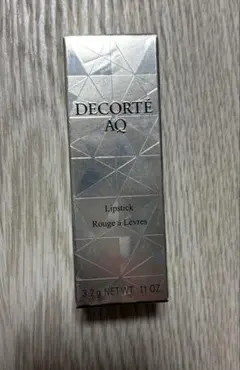 DECORTÉ
AQ
Lipstick
Rouge à Lèvres
3.2 g NET WT. .11 OZ.